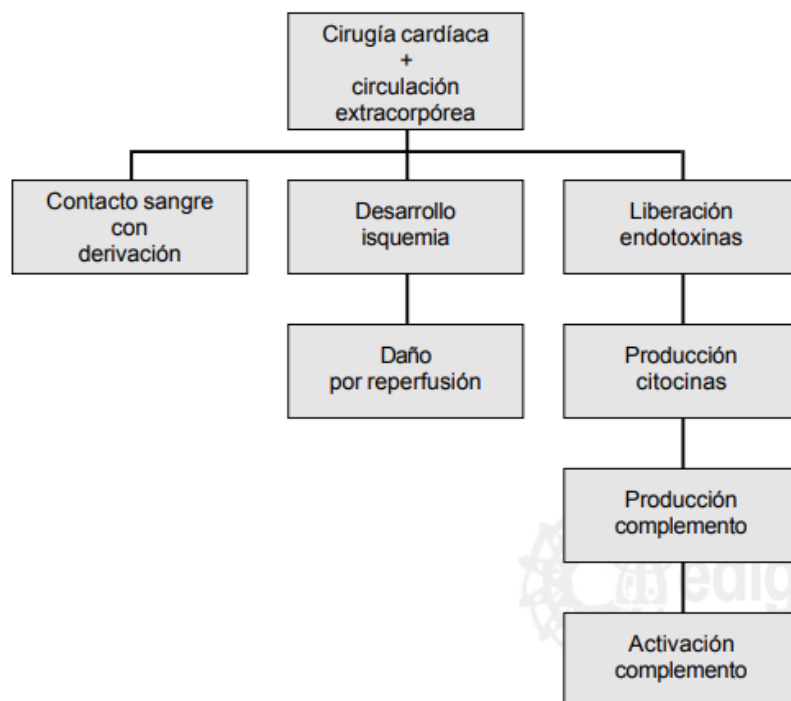 Cirugía cardíaca
+
circulación
extracorpórea
Contacto sangre
con
derivación
Desarrollo
isquemia
Liberación
endotoxinas
Daño
por reperfusión
Producción
citocinas
Producción
complemento
Activación
complemento